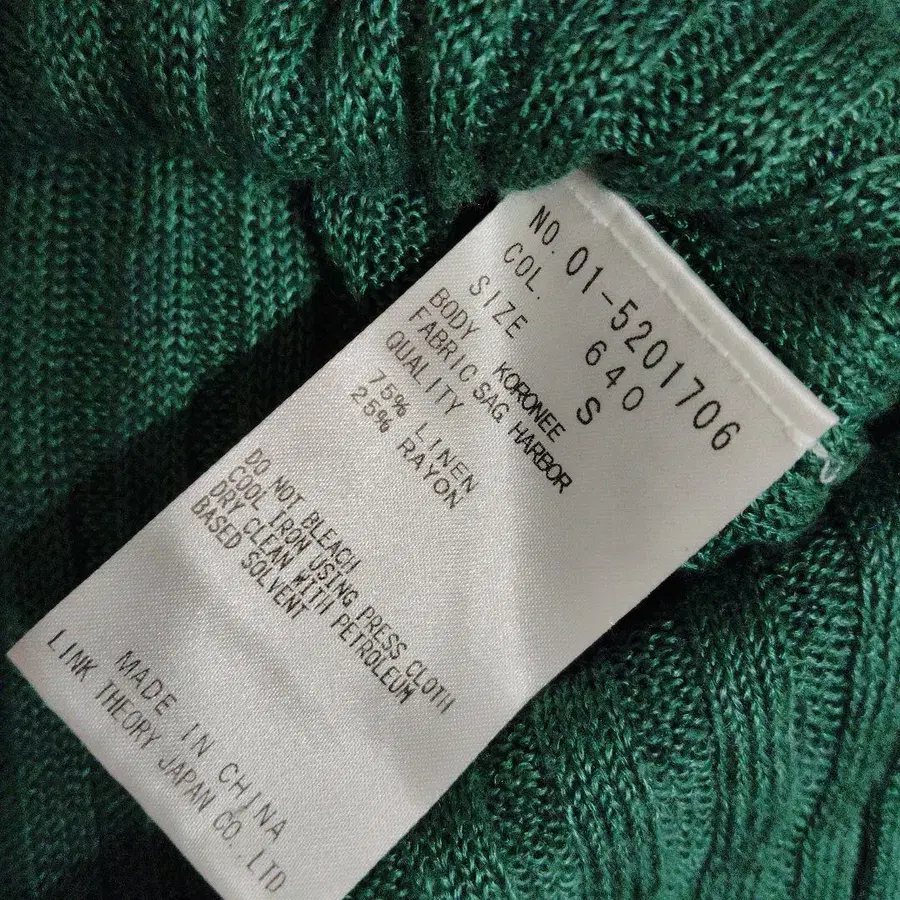 NO. 01-5201706
COL. 640
SIZE S
BODY KORONEE
FABRIC SAG HARBOR
QUALITY
75% LINEN
25% RAYON
DO NOT BLEACH
COOL IRON USING PRESS CLOTH
DRY CLEAN WITH PETROLEUM
BASED SOLVENT
MADE IN CHINA
LINK THEORY JAPAN CO.,LTD